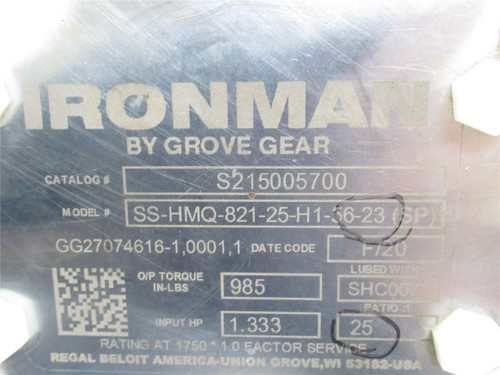 IRONMAN
BY GROVE GEAR
CATALOG # S215005700
MODEL # SS-HMQ-821-25-H1-56-23 (SP)
GG27074616-1,0001,1 DATE CODE F/20
O/P TORQUE IN-LBS 985 LUBED WITH
INPUT HP 1.333 RATIO :1 25
RATING AT 1750 * 1.0 FACTOR SERVICE
REGAL BELOIT AMERICA-UNION GROVE,WI 53182-USA